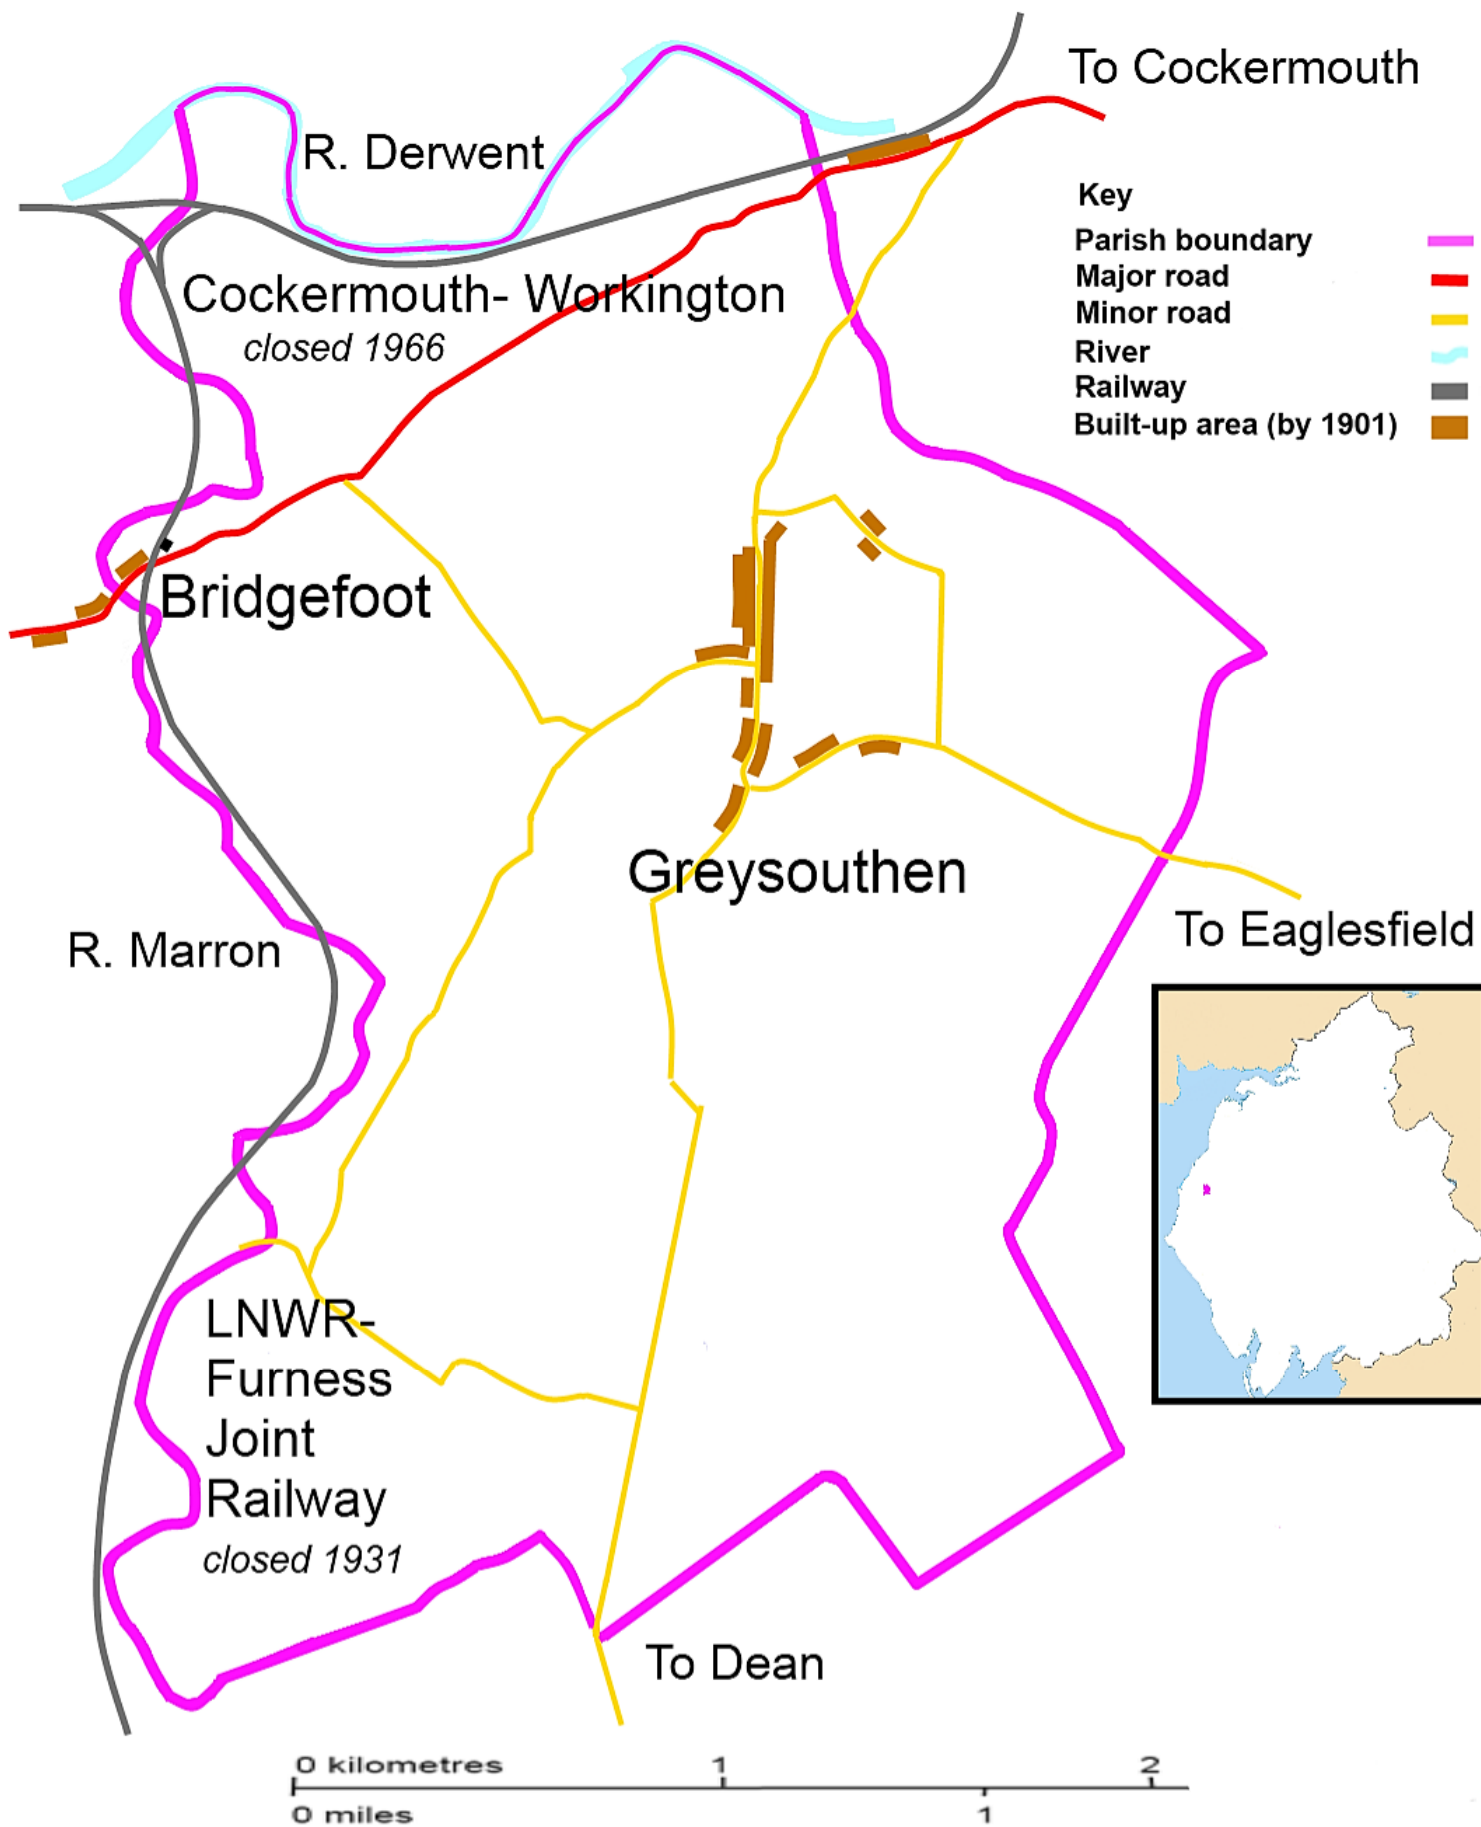 To Cockermouth
R. Derwent
Key
Parish boundary
Major road
Minor road
River
Railway
Built-up area (by 1901)
Cockermouth- Workington
closed 1966
Bridgefoot
Greysouthen
R. Marron
To Eaglesfield
LNWR-
Furness
Joint
Railway
closed 1931
To Dean
0 kilometres 1 2
0 miles 1